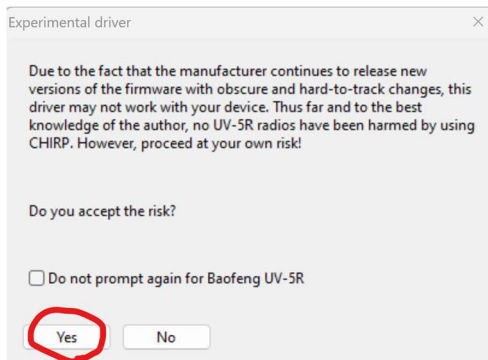 Experimental driver
Due to the fact that the manufacturer continues to release new
versions of the firmware with obscure and hard-to-track changes, this
driver may not work with your device. Thus far and to the best
knowledge of the author, no UV-5R radios have been harmed by using
CHIRP. However, proceed at your own risk!
Do you accept the risk?
Do not prompt again for Baofeng UV-5R
Yes No